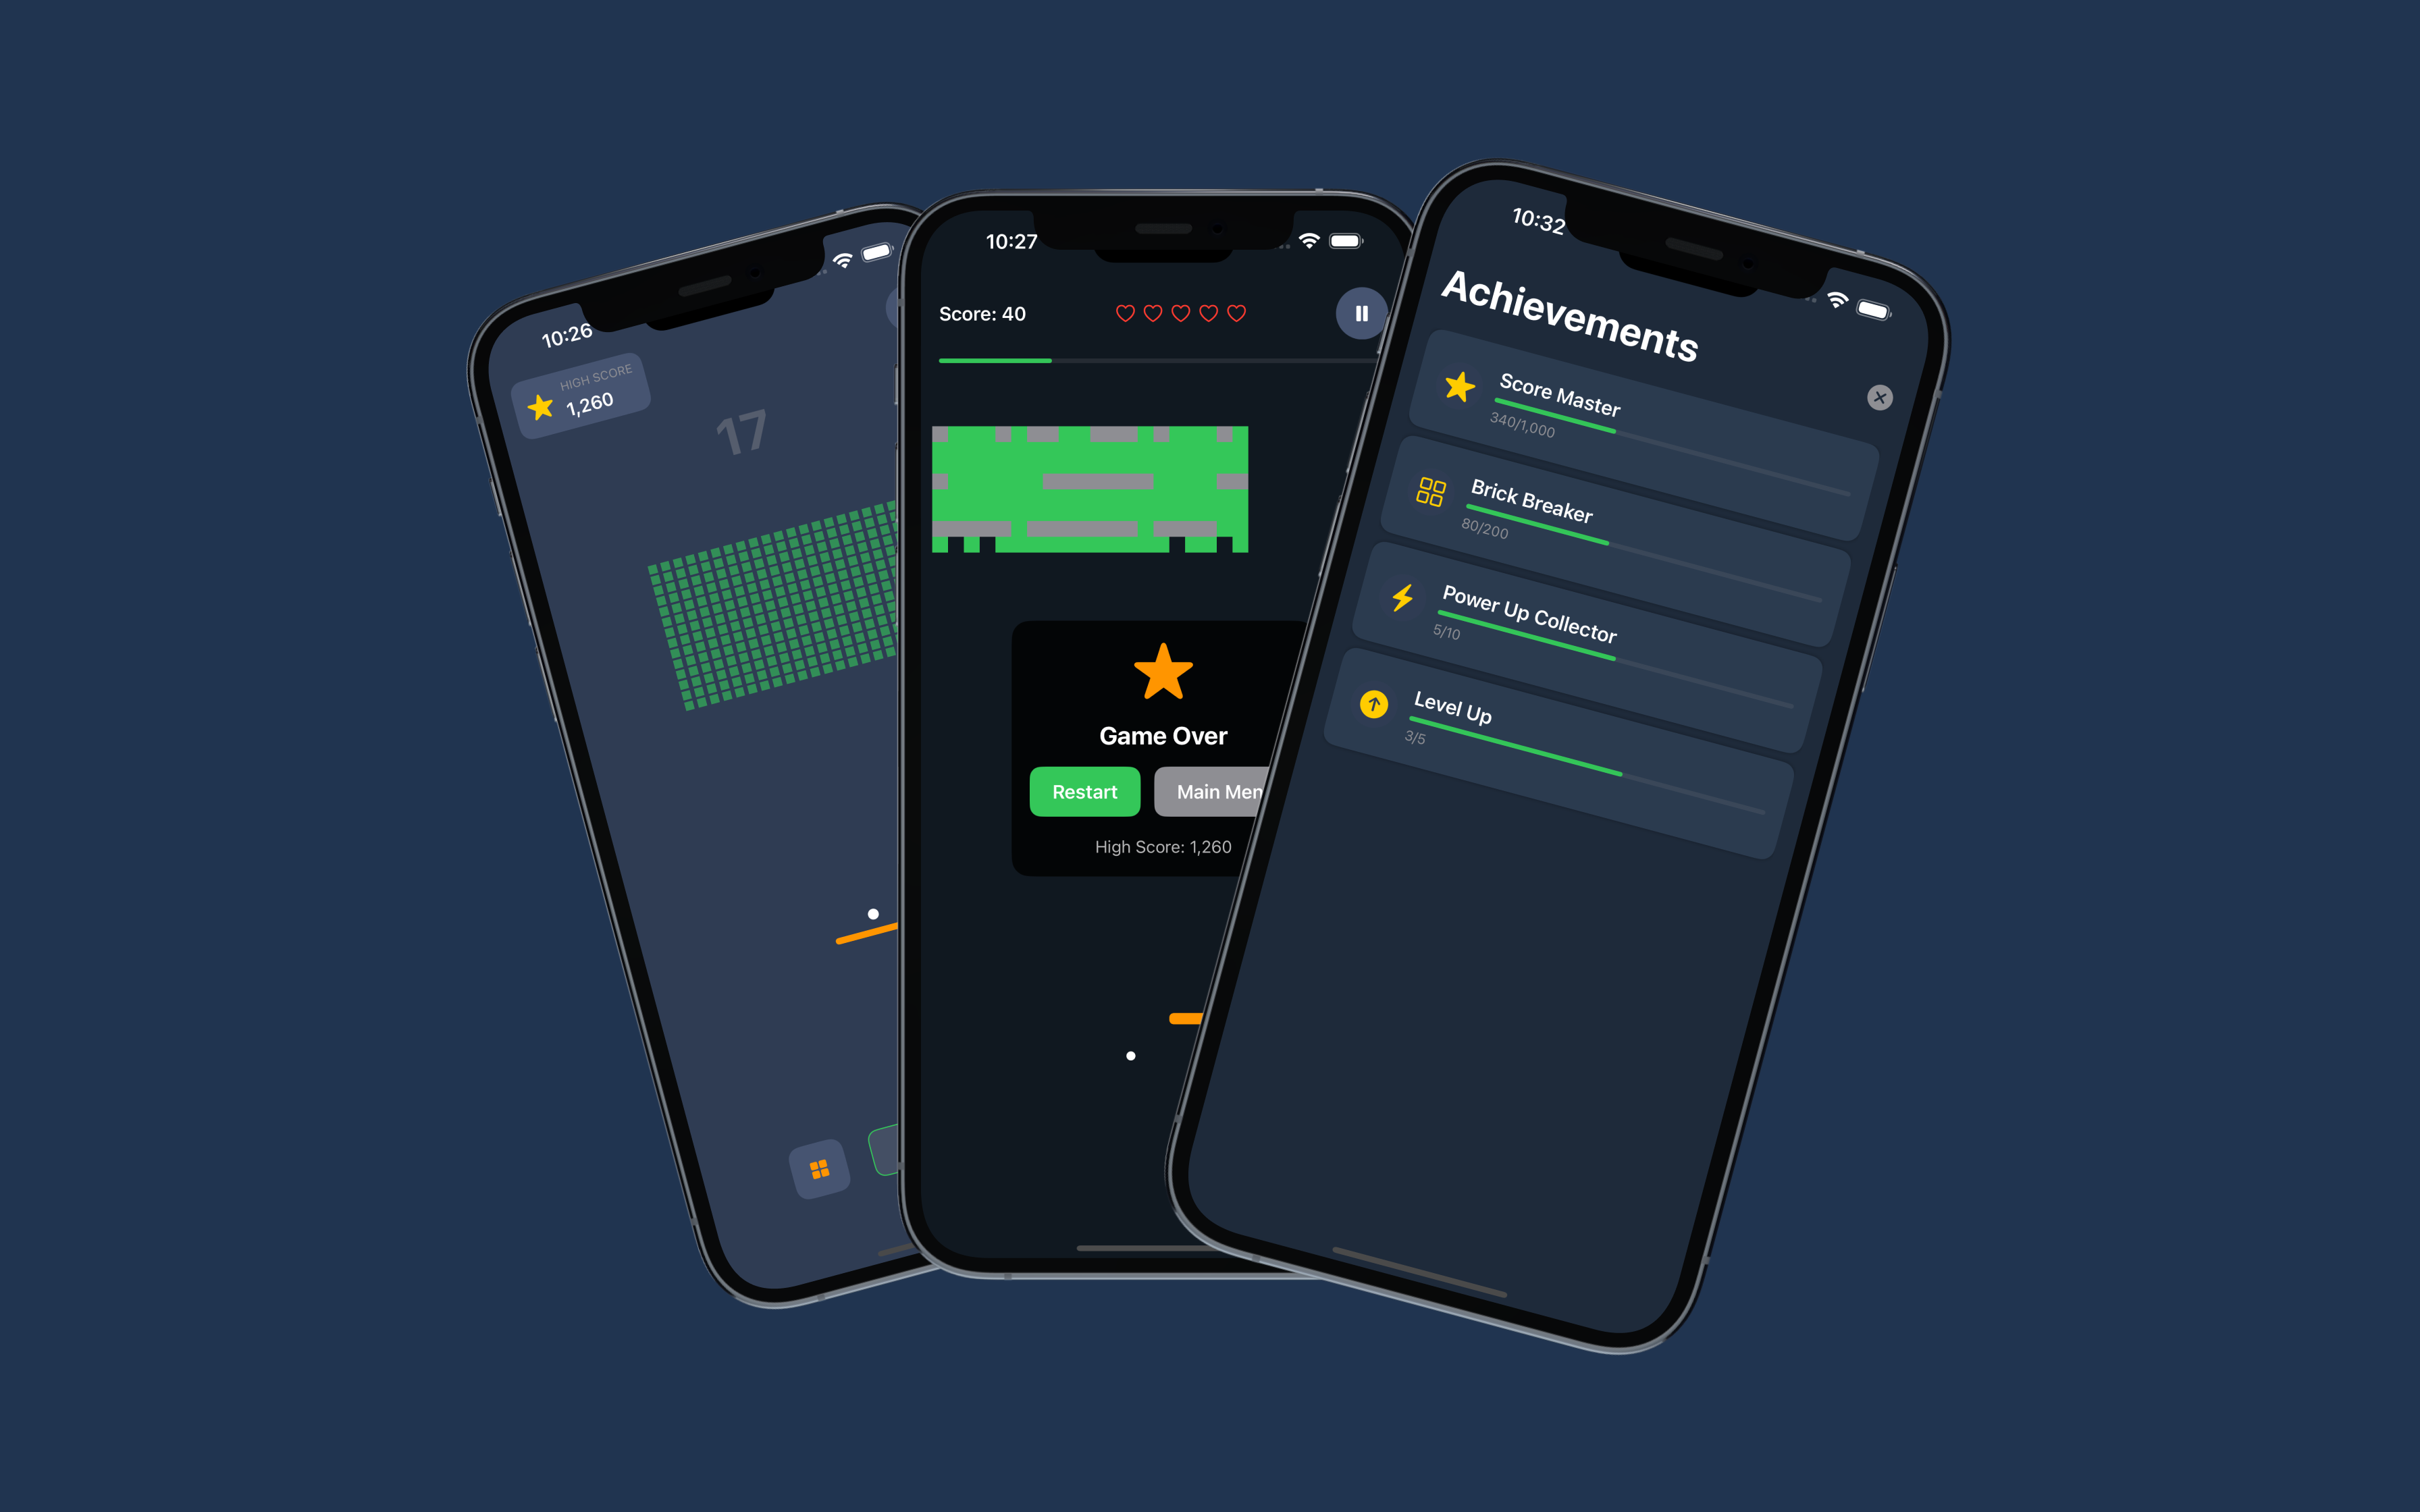 10:26
HIGH SCORE
1,260
17
10:27
Score: 40
Game Over
Restart
Main Men
High Score: 1,260
10:32
Achievements
Score Master
340/1,000
Brick Breaker
80/200
Power Up Collector
5/10
Level Up
3/5